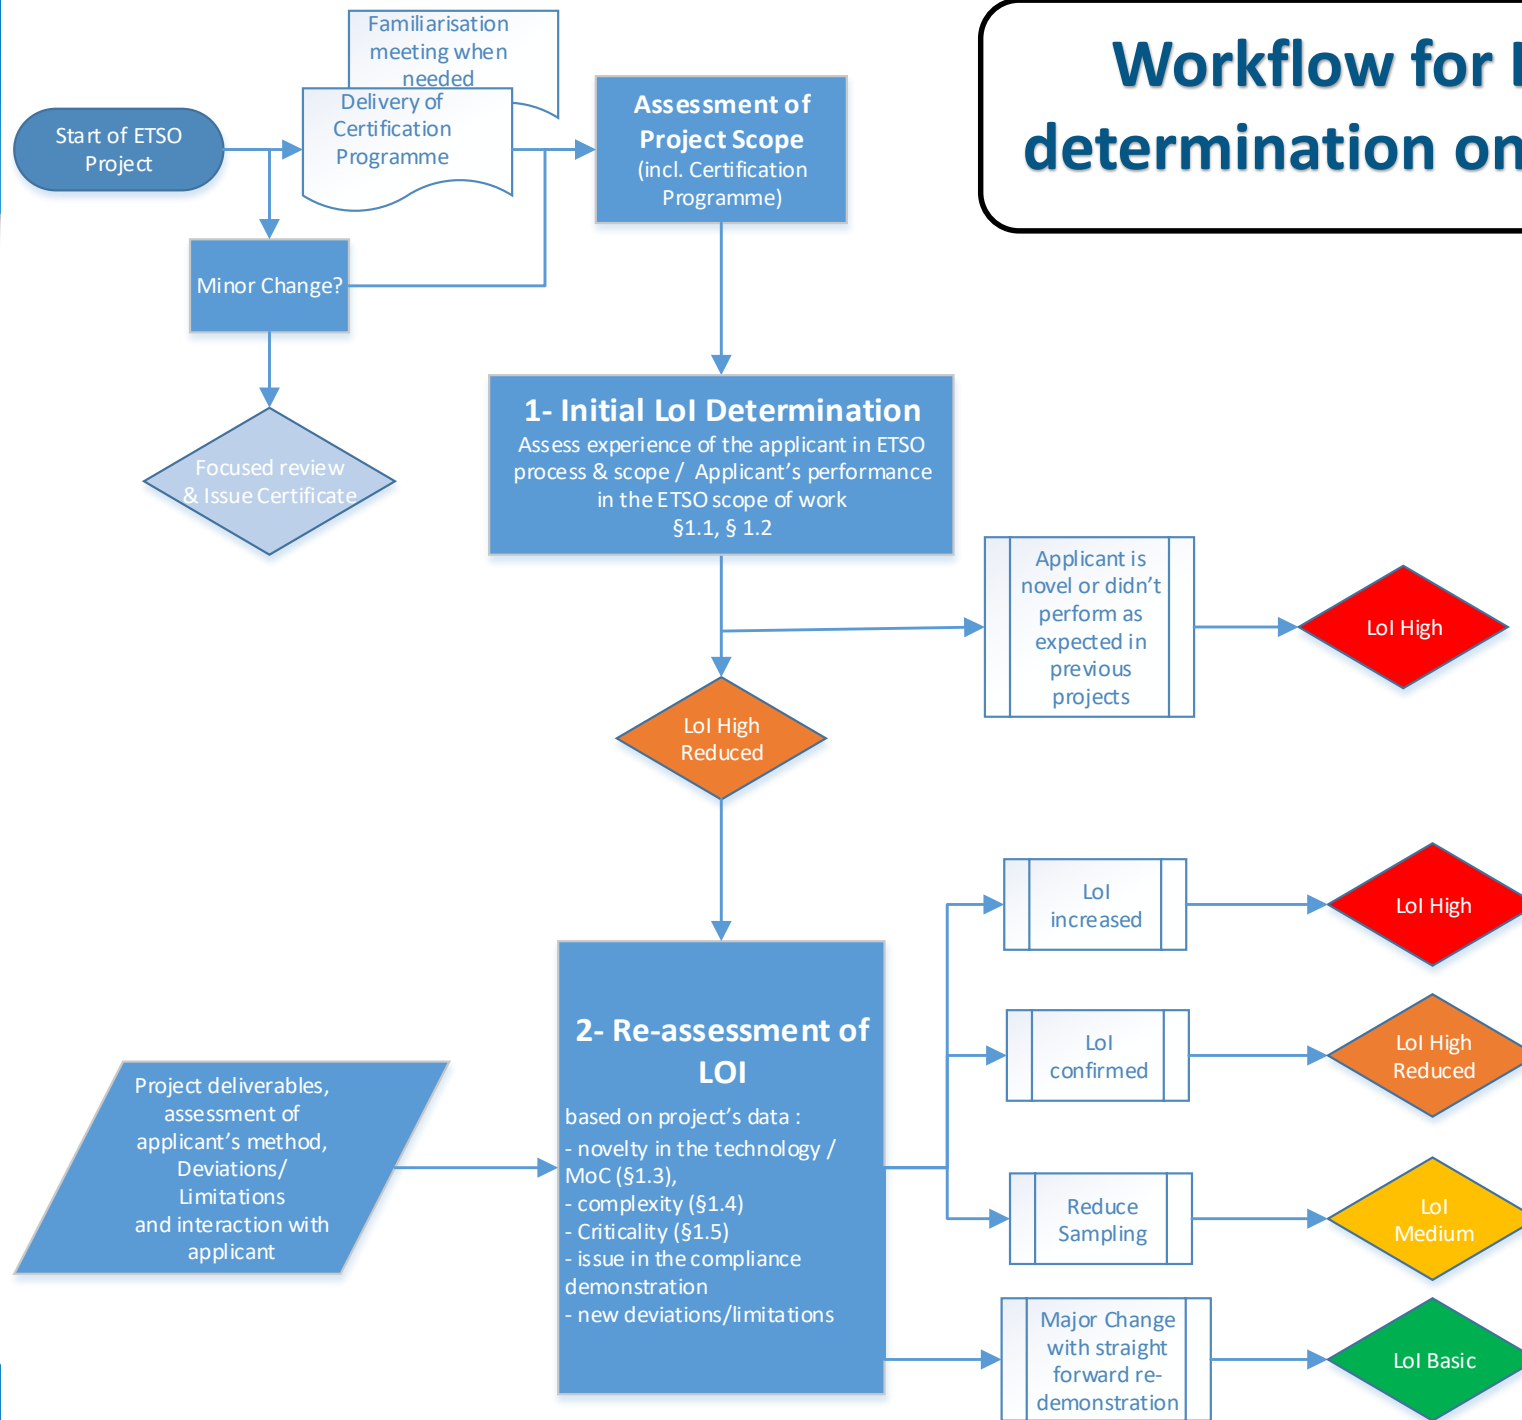 Familiarisation
meeting when
needed
Workflow for
determination on
Start of ETSO
Project
Delivery of
Certification
Programme
Assessment of
Project Scope
(incl. Certification
Programme)
Minor Change?
Focused review
& Issue Certificate
1- Initial LoI Determination
Assess experience of the applicant in ETSO
process & scope / Applicant's performance
in the ETSO scope of work
§1.1, § 1.2
Applicant is
novel or didn't
perform as
expected in
previous
projects
LoI High
LoI High
Reduced
LoI
increased
LoI High
2- Re-assessment of
LOI
based on project's data :
- novelty in the technology /
MoC (§1.3),
- complexity (§1.4)
- Criticality (§1.5)
- issue in the compliance
demonstration
- new deviations/limitations
LoI
confirmed
LoI High
Reduced
Project deliverables,
assessment of
applicant's method,
Deviations/
Limitations
and interaction with
applicant
Reduce
Sampling
LoI
Medium
Major Change
with straight
forward re-
demonstration
LoI Basic